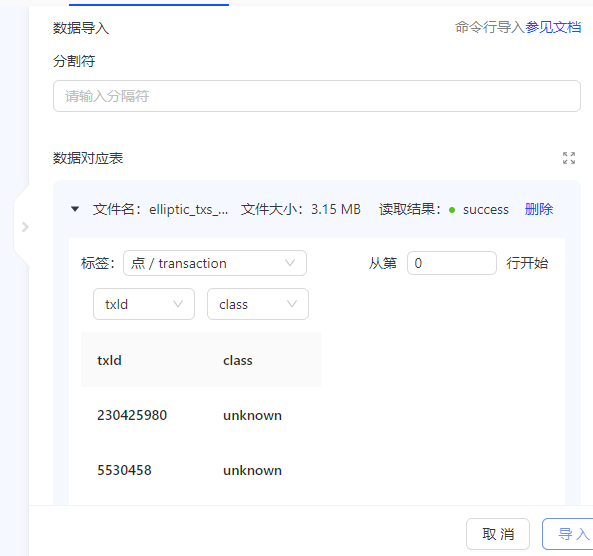 数据导入 命令行导入参见文档
分割符
请输入分隔符
数据对应表
文件名：elliptic_txs_... 文件大小：3.15 MB 读取结果： success 删除
标签： 点 / transaction 从第 0 行开始
txId class
txId class
230425980 unknown
5530458 unknown
取 消 导 入